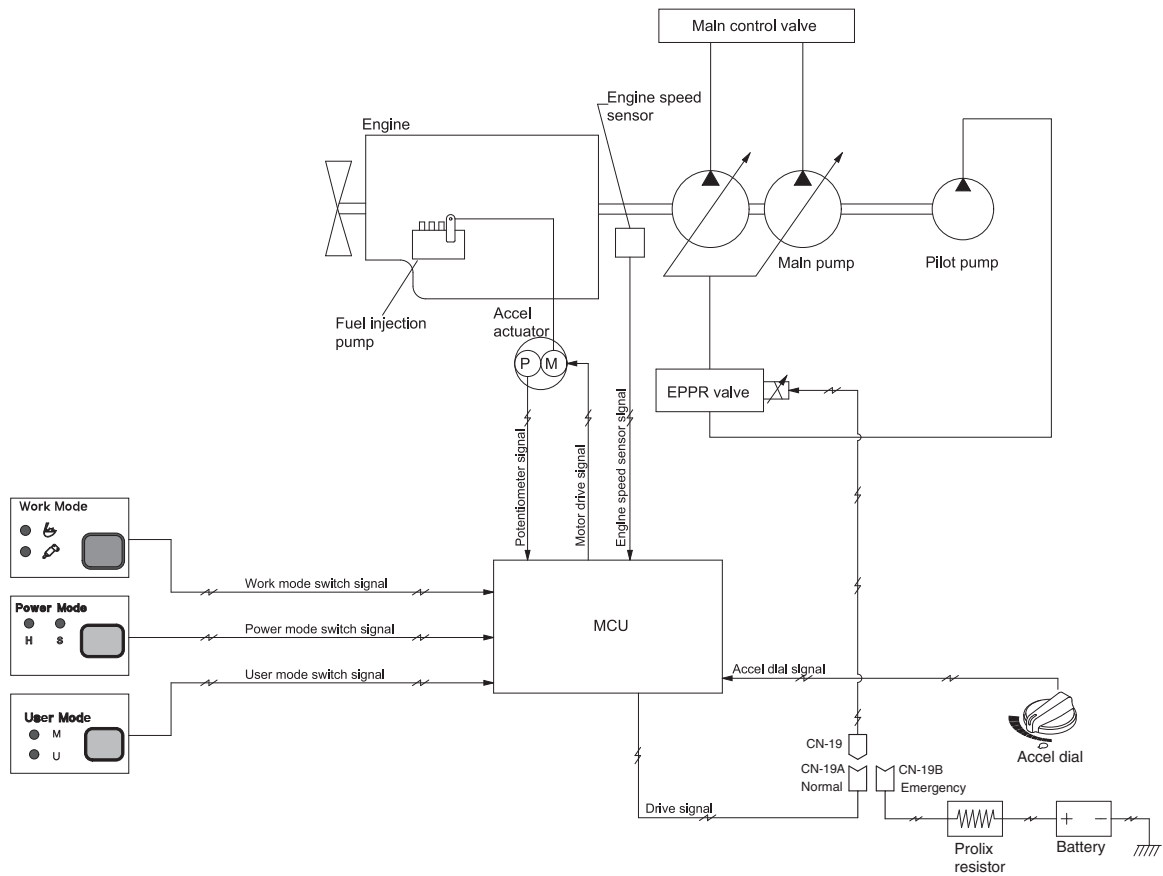 Main control valve
Engine speed
sensor
Engine
Main pump
Pilot pump
Fuel injection
pump
Accel
actuator
P
M
EPPR valve
Potentiometer signal
Motor drive signal
Engine speed sensor signal
Work Mode
Work mode switch signal
Power Mode
H
S
Power mode switch signal
MCU
User mode switch signal
User Mode
M
U
Accel dial signal
Accel dial
CN-19
CN-19A
Normal
CN-19B
Emergency
Drive signal
Prolix
resistor
+
-
Battery